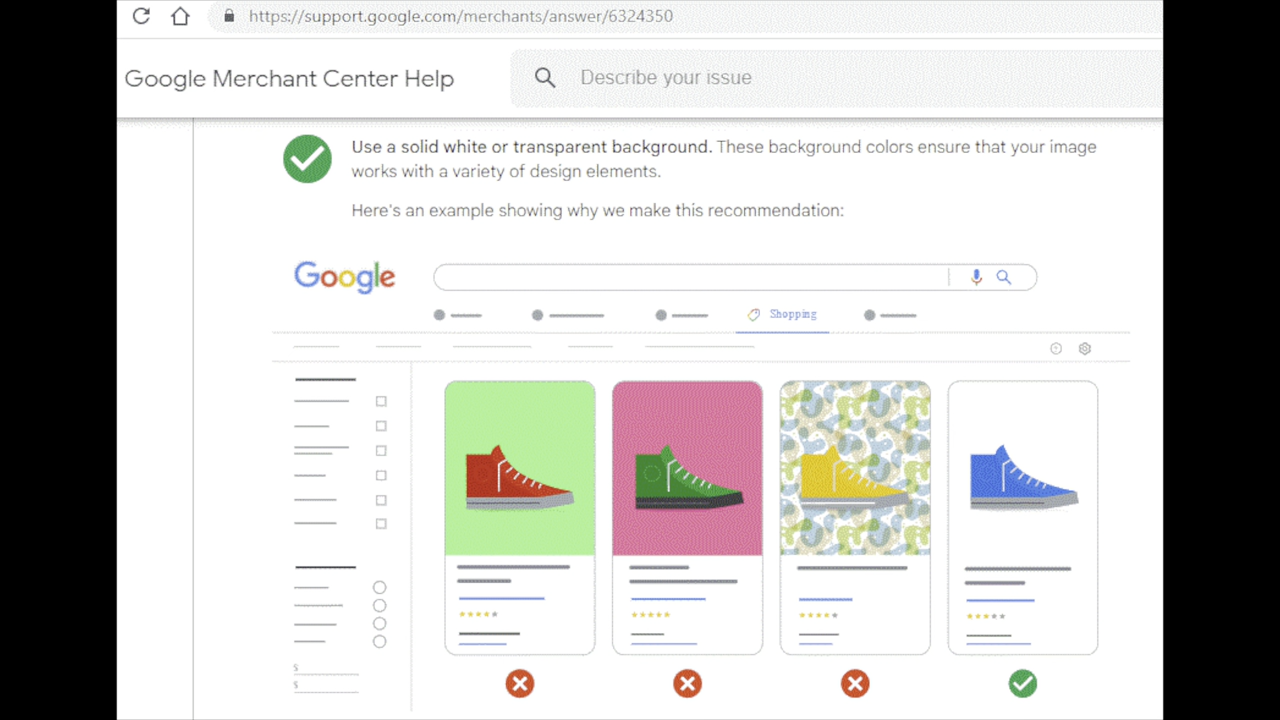 https://support.google.com/merchants/answer/6324350
Google Merchant Center Help
Describe your issue
Use a solid white or transparent background. These background colors ensure that your image
works with a variety of design elements.
Here's an example showing why we make this recommendation:
Google
Shopping
$
$